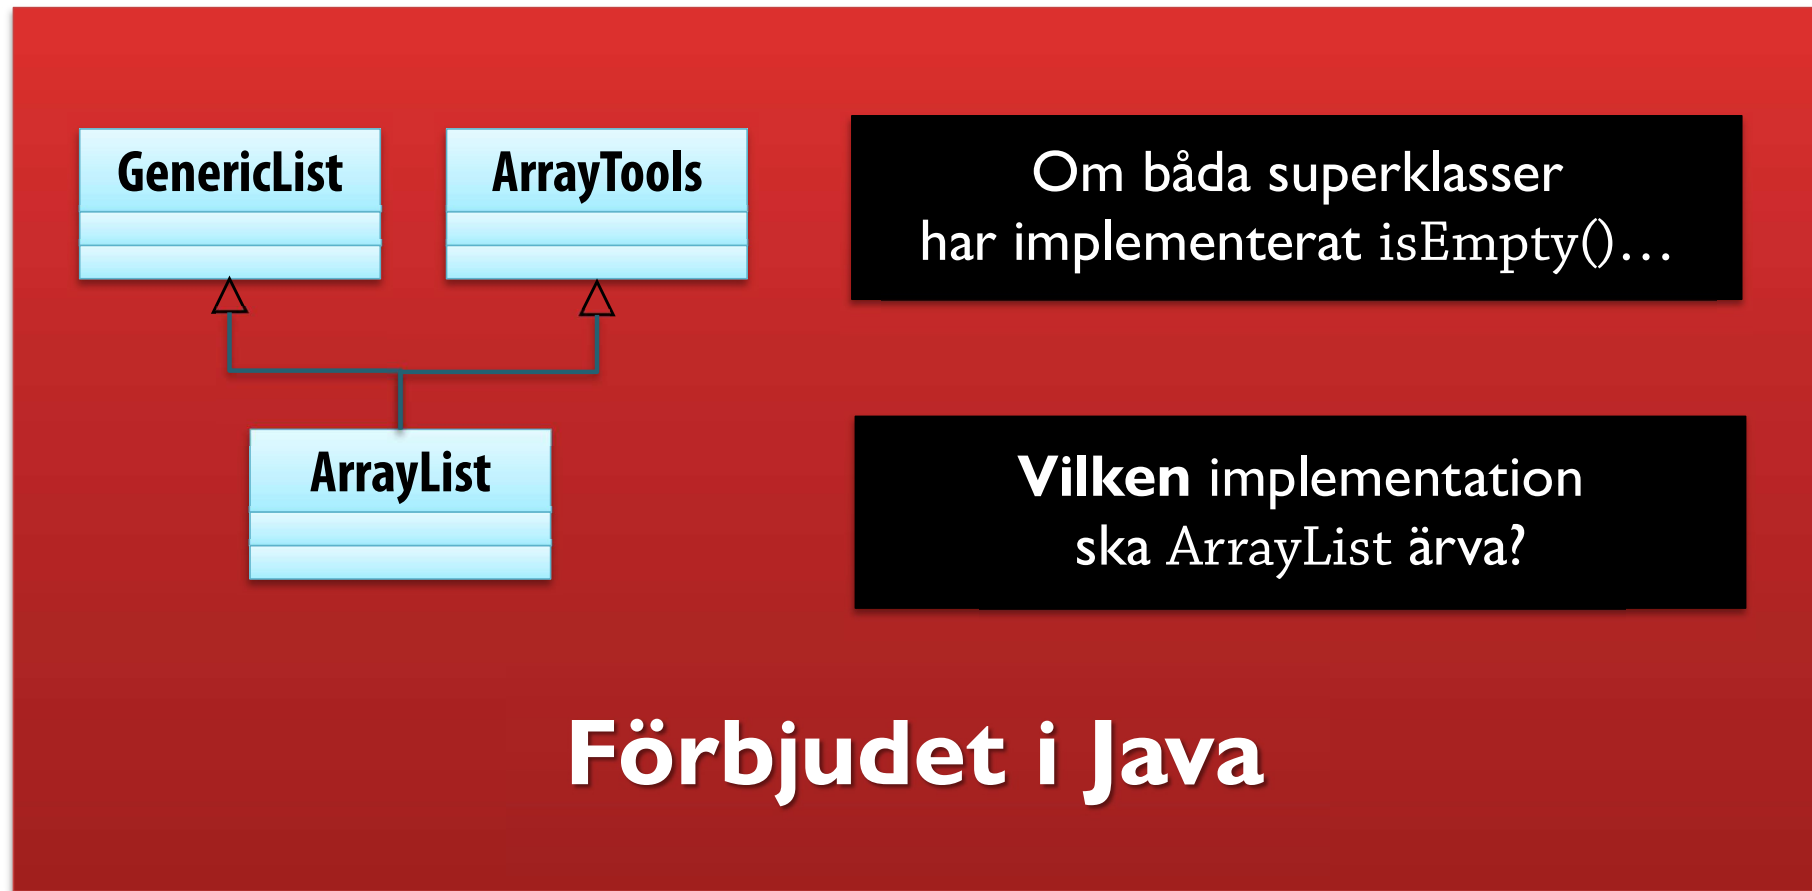 GenericList
ArrayTools
ArrayList
Om båda superklasser
har implementerat isEmpty()…
Vilken implementation
ska ArrayList ärva?
Förbjudet i Java